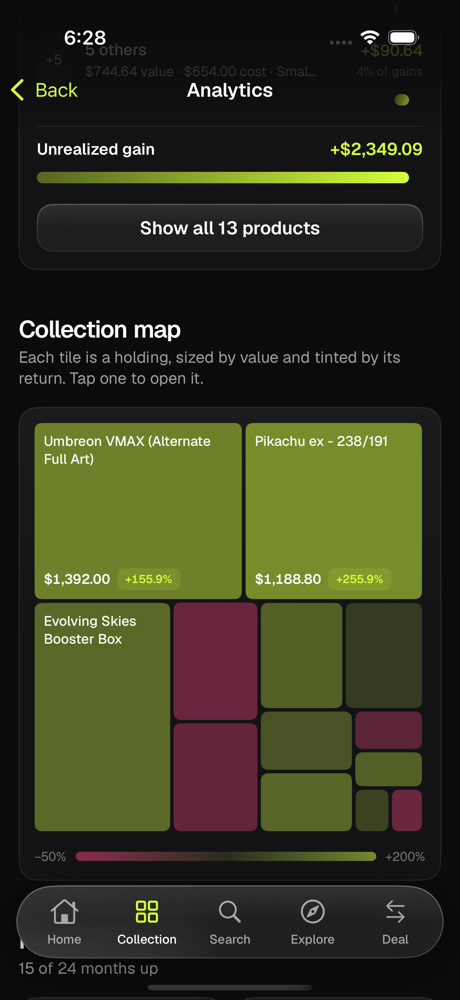 6:28
+5
5 others
+$90.64
$744.64 value · $654.00 cost · Smal...
4% of gains
Back
Analytics
Unrealized gain
+$2,349.09
Show all 13 products
Collection map
Each tile is a holding, sized by value and tinted by its
return. Tap one to open it.
Umbreon VMAX (Alternate
Full Art)
$1,392.00
+155.9%
Pikachu ex - 238/191
$1,188.80
+255.9%
Evolving Skies
Booster Box
−50%
+200%
Home
Collection
Search
Explore
Deal
15 of 24 months up